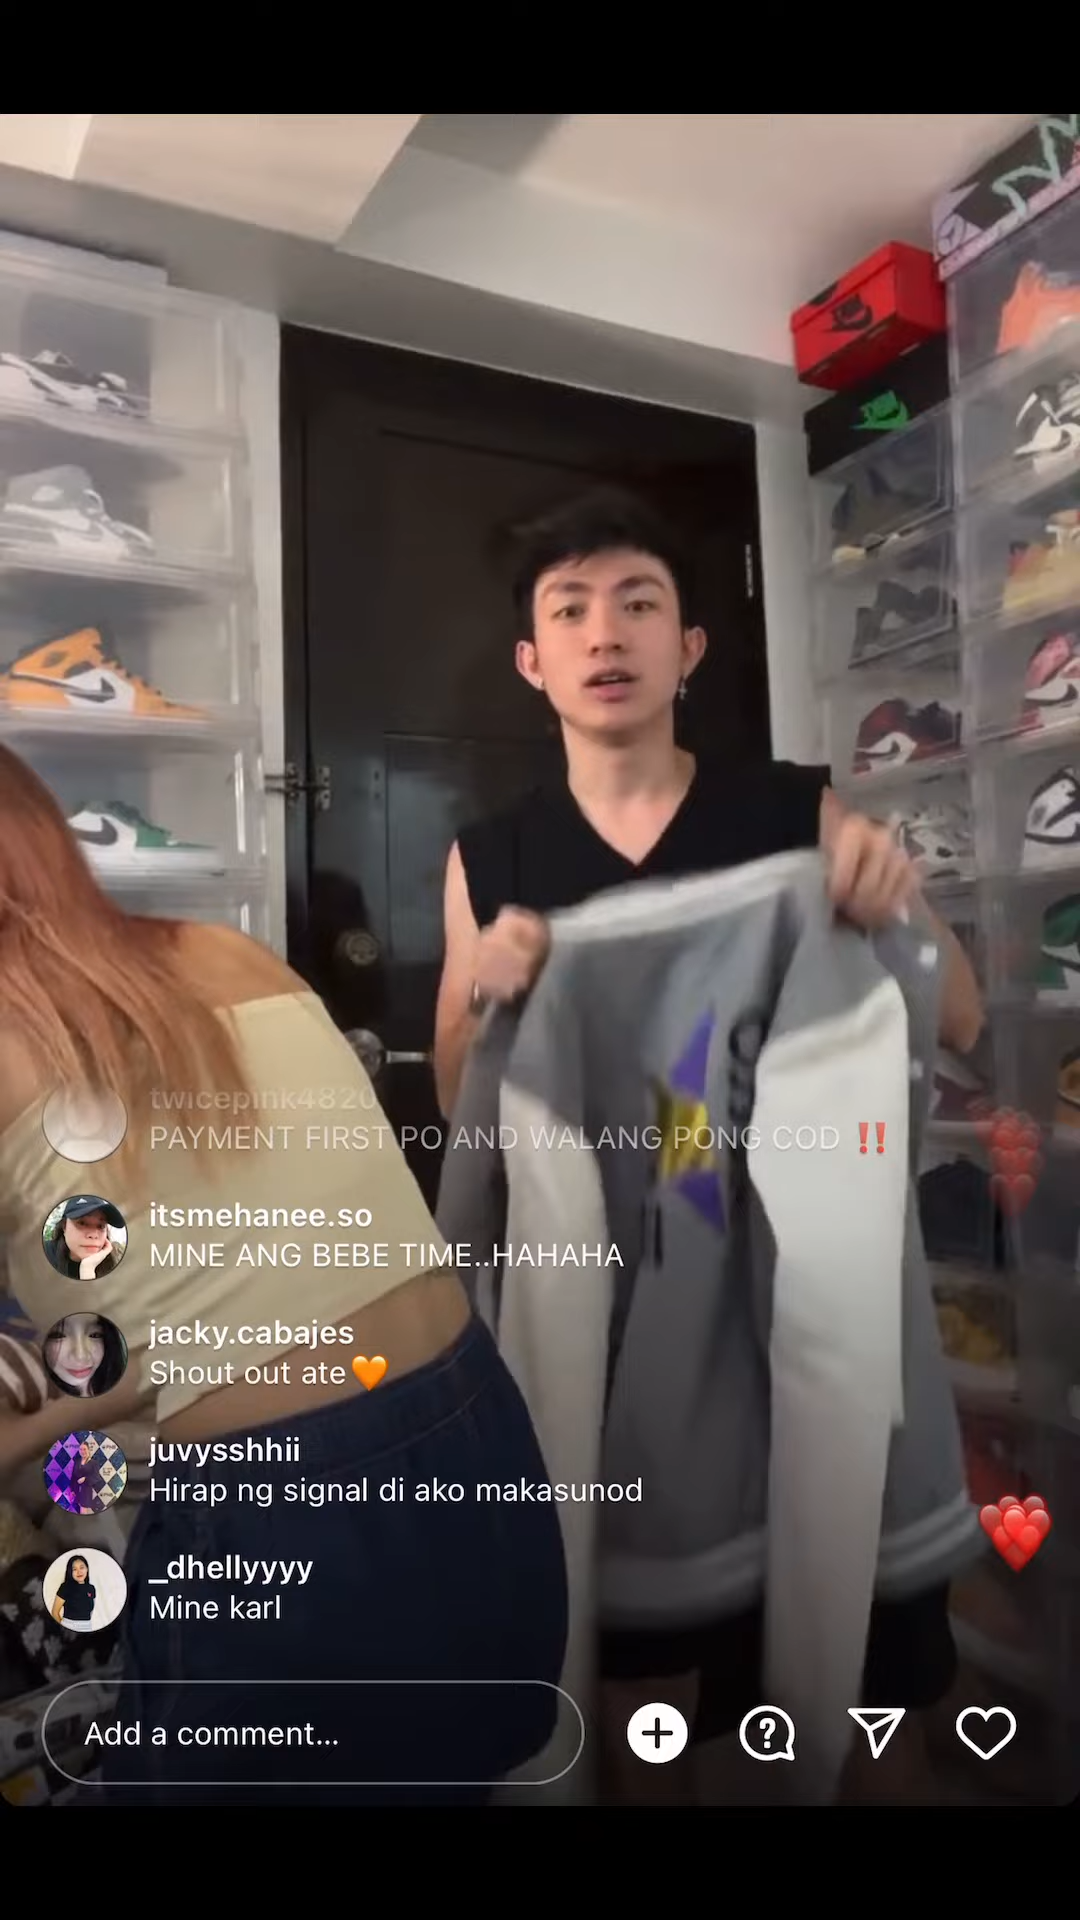 twicepink4820
PAYMENT FIRST PO AND WALANG PONG COD ‼️
itsmehanee.so
MINE ANG BEBE TIME..HAHAHA
jacky.cabajes
Shout out ate🧡
juvysshhii
Hirap ng signal di ako makasunod
_dhellyyyy
Mine karl
Add a comment...